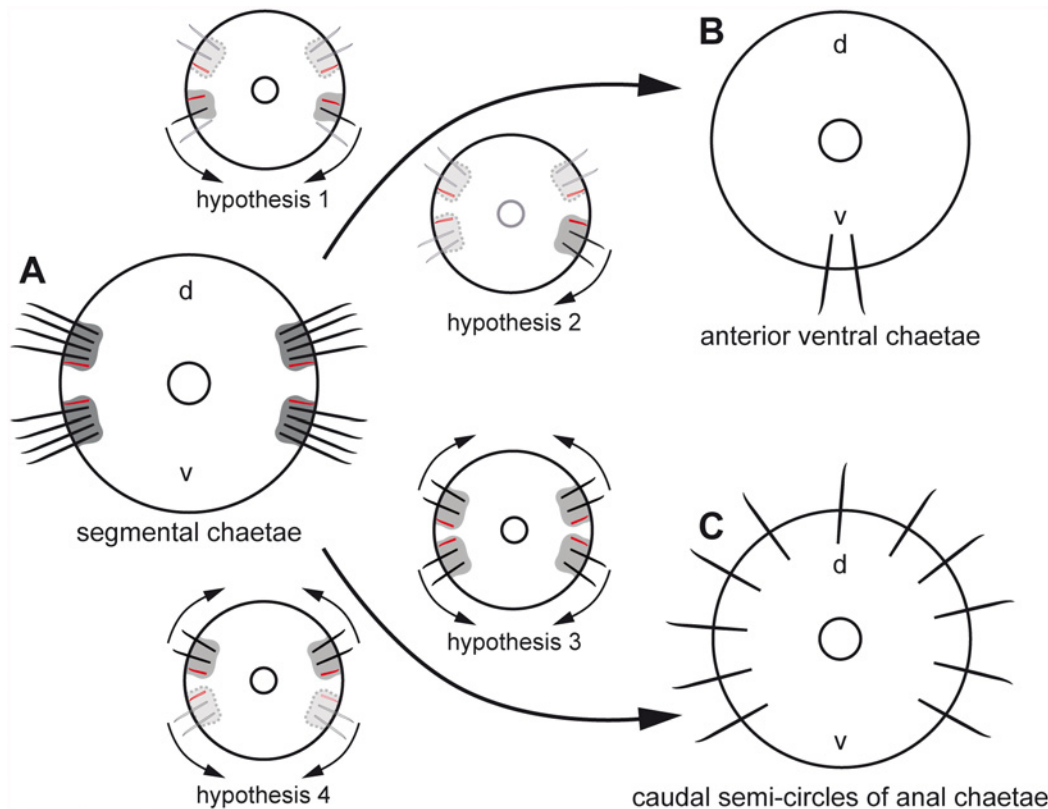 B
d
v
anterior ventral chaetae
hypothesis 1
hypothesis 2
A
d
v
segmental chaetae
hypothesis 3
hypothesis 4
C
d
v
caudal semi-circles of anal chaetae